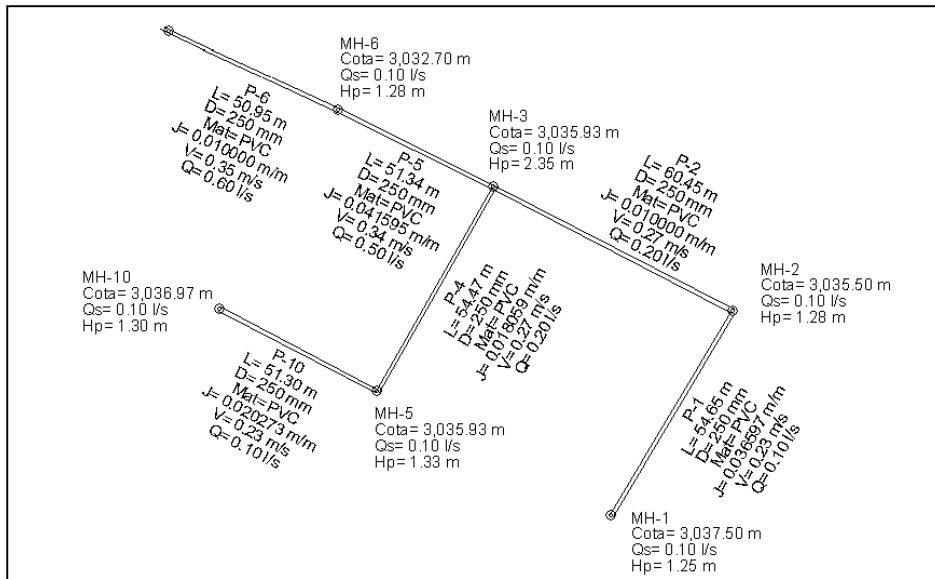 MH-6
Cota= 3,032.70 m
Qs= 0.10 l/s
Hp= 1.28 m
P-6
L= 50.95 m
D= 250 mm
Mat= PVC
J= 0.010000 m/m
V= 0.35 m/s
Q= 0.60 l/s
MH-3
Cota= 3,035.93 m
Qs= 0.10 l/s
Hp= 2.35 m
P-5
L= 51.34 m
D= 250 mm
Mat= PVC
J= 0.041595 m/m
V= 0.34 m/s
Q= 0.50 l/s
P-2
L= 60.45 m
D= 250 mm
Mat= PVC
J= 0.010000 m/m
V= 0.27 m/s
Q= 0.20 l/s
MH-10
Cota= 3,036.97 m
Qs= 0.10 l/s
Hp= 1.30 m
P-4
L= 54.47 m
D= 250 mm
Mat= PVC
J= 0.018059 m/m
V= 0.27 m/s
Q= 0.20 l/s
MH-2
Cota= 3,035.50 m
Qs= 0.10 l/s
Hp= 1.28 m
P-10
L= 51.30 m
D= 250 mm
Mat= PVC
J= 0.020273 m/m
V= 0.23 m/s
Q= 0.10 l/s
MH-5
Cota= 3,035.93 m
Qs= 0.10 l/s
Hp= 1.33 m
P-1
L= 54.65 m
D= 250 mm
Mat= PVC
J= 0.036597 m/m
V= 0.23 m/s
Q= 0.10 l/s
MH-1
Cota= 3,037.50 m
Qs= 0.10 l/s
Hp= 1.25 m